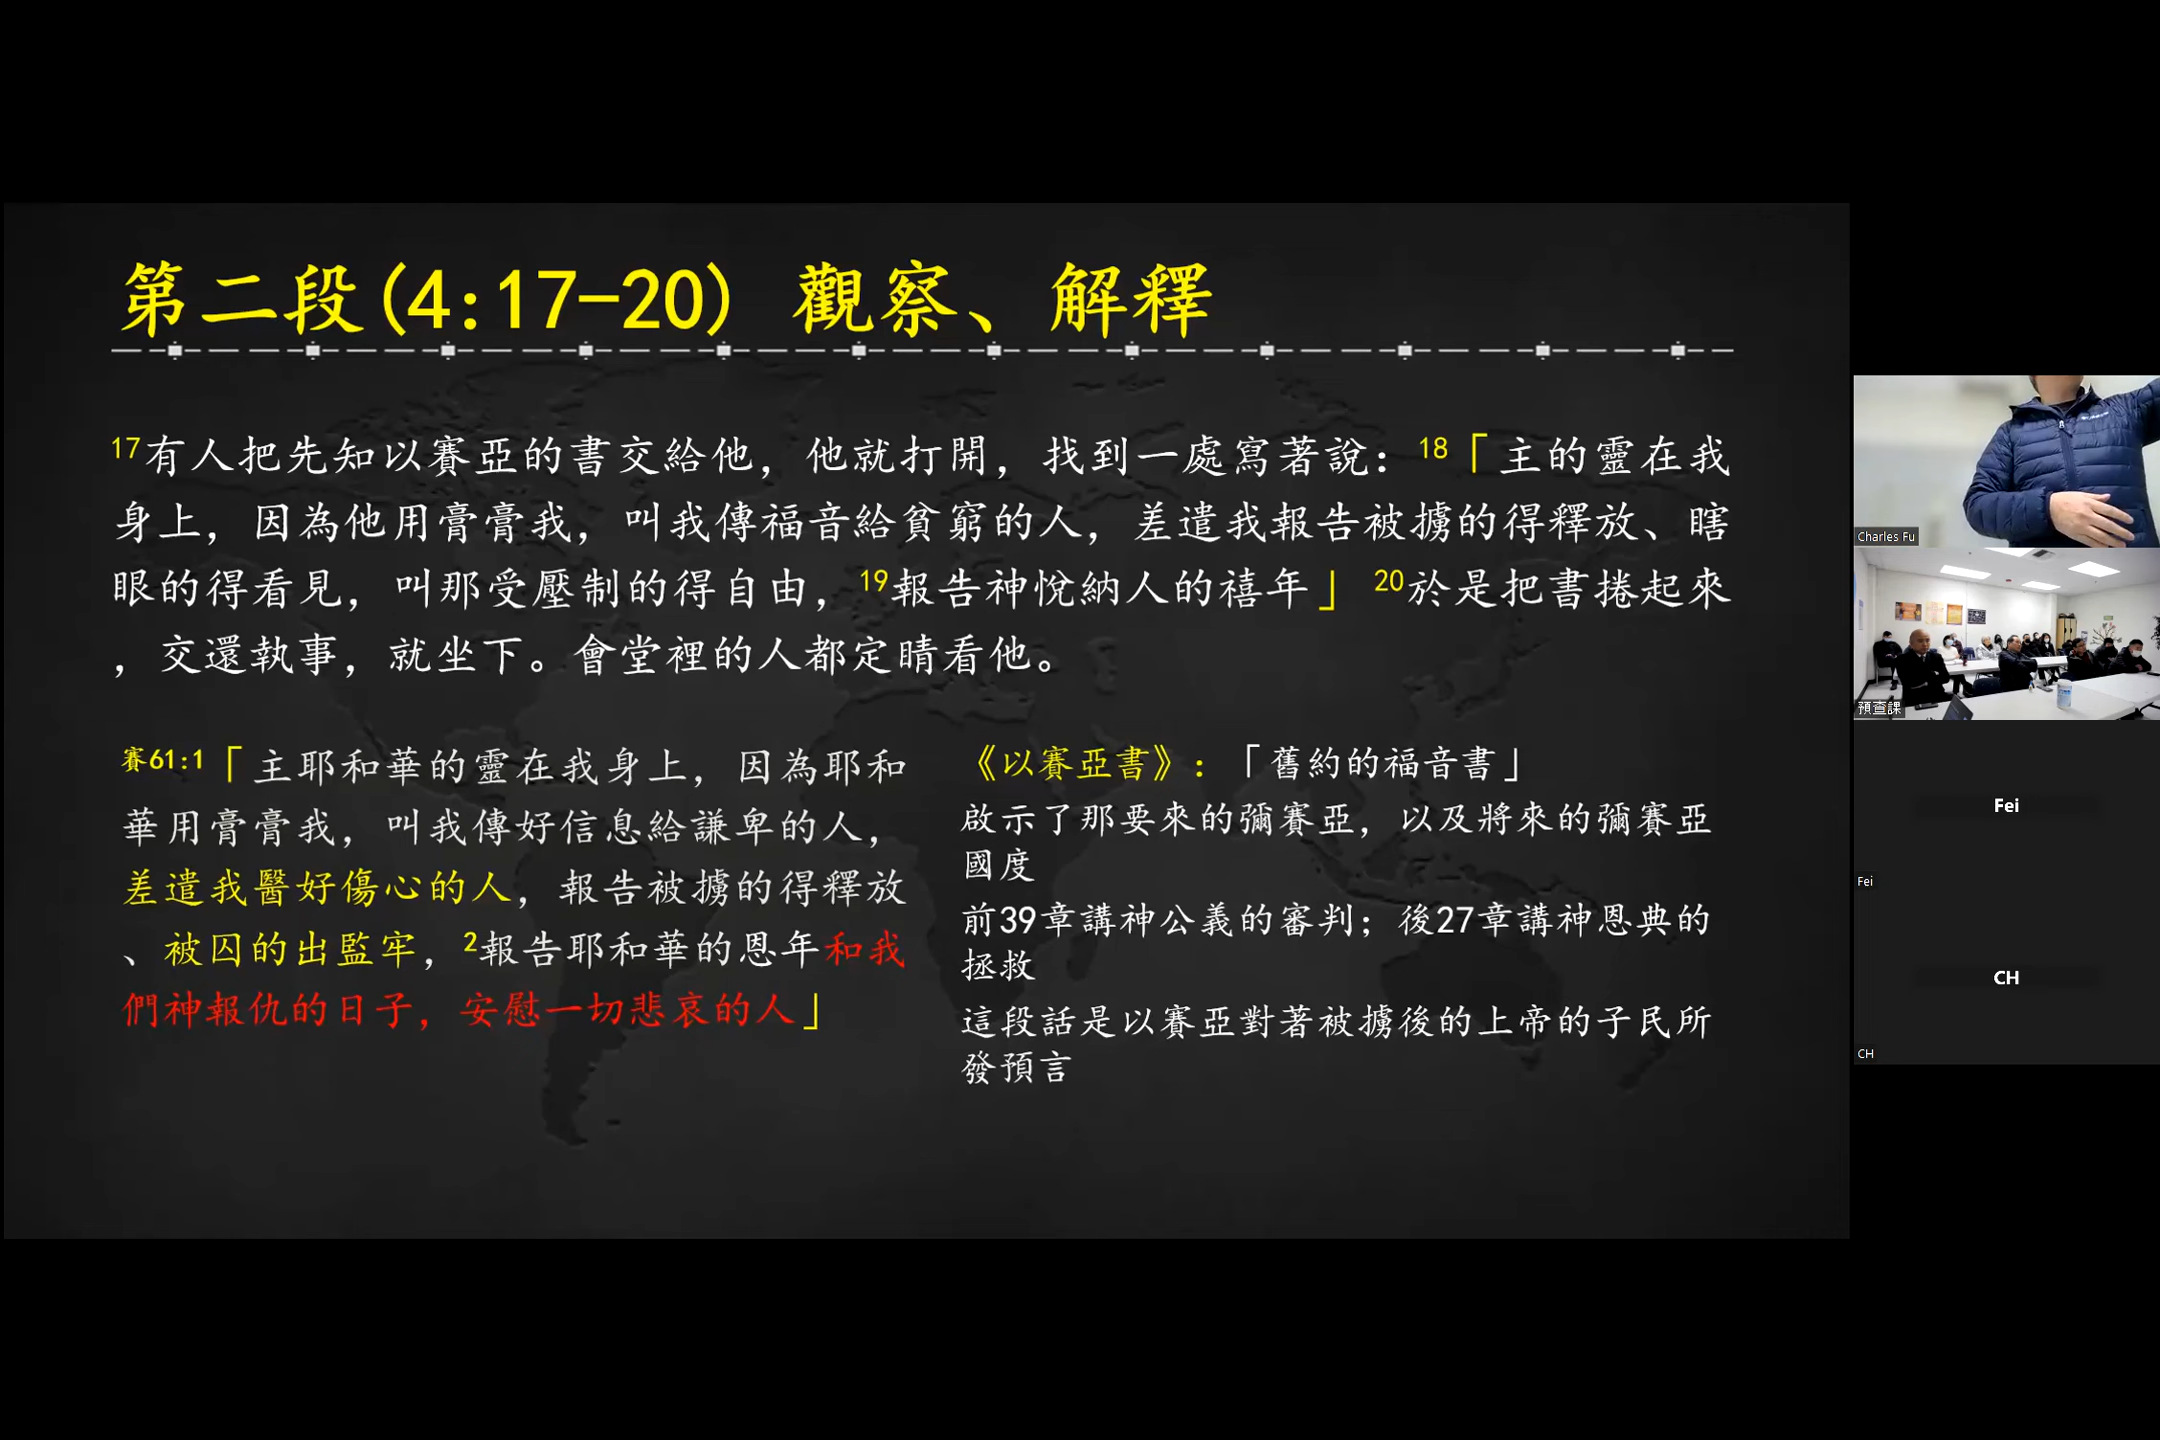 第二段(4:17-20) 觀察、解釋
17有人把先知以賽亞的書交給他，他就打開，找到一處寫著說：18「主的靈在我
身上，因為他用膏膏我，叫我傳福音給貧窮的人，差遣我報告被擄的得釋放、瞎
眼的得看見，叫那受壓制的得自由，19報告神悅納人的禧年」 20於是把書捲起來
，交還執事，就坐下。會堂裡的人都定睛看他。
賽61:1「主耶和華的靈在我身上，因為耶和
華用膏膏我，叫我傳好信息給謙卑的人，
差遣我醫好傷心的人，報告被擄的得釋放
、被囚的出監牢，2報告耶和華的恩年和我
們神報仇的日子，安慰一切悲哀的人」
《以賽亞書》：「舊約的福音書」
啟示了那要來的彌賽亞，以及將來的彌賽亞
國度
前39章講神公義的審判；後27章講神恩典的
拯救
這段話是以賽亞對著被擄後的上帝的子民所
發預言
Charles Fu
預查課
Fei
Fei
CH
CH